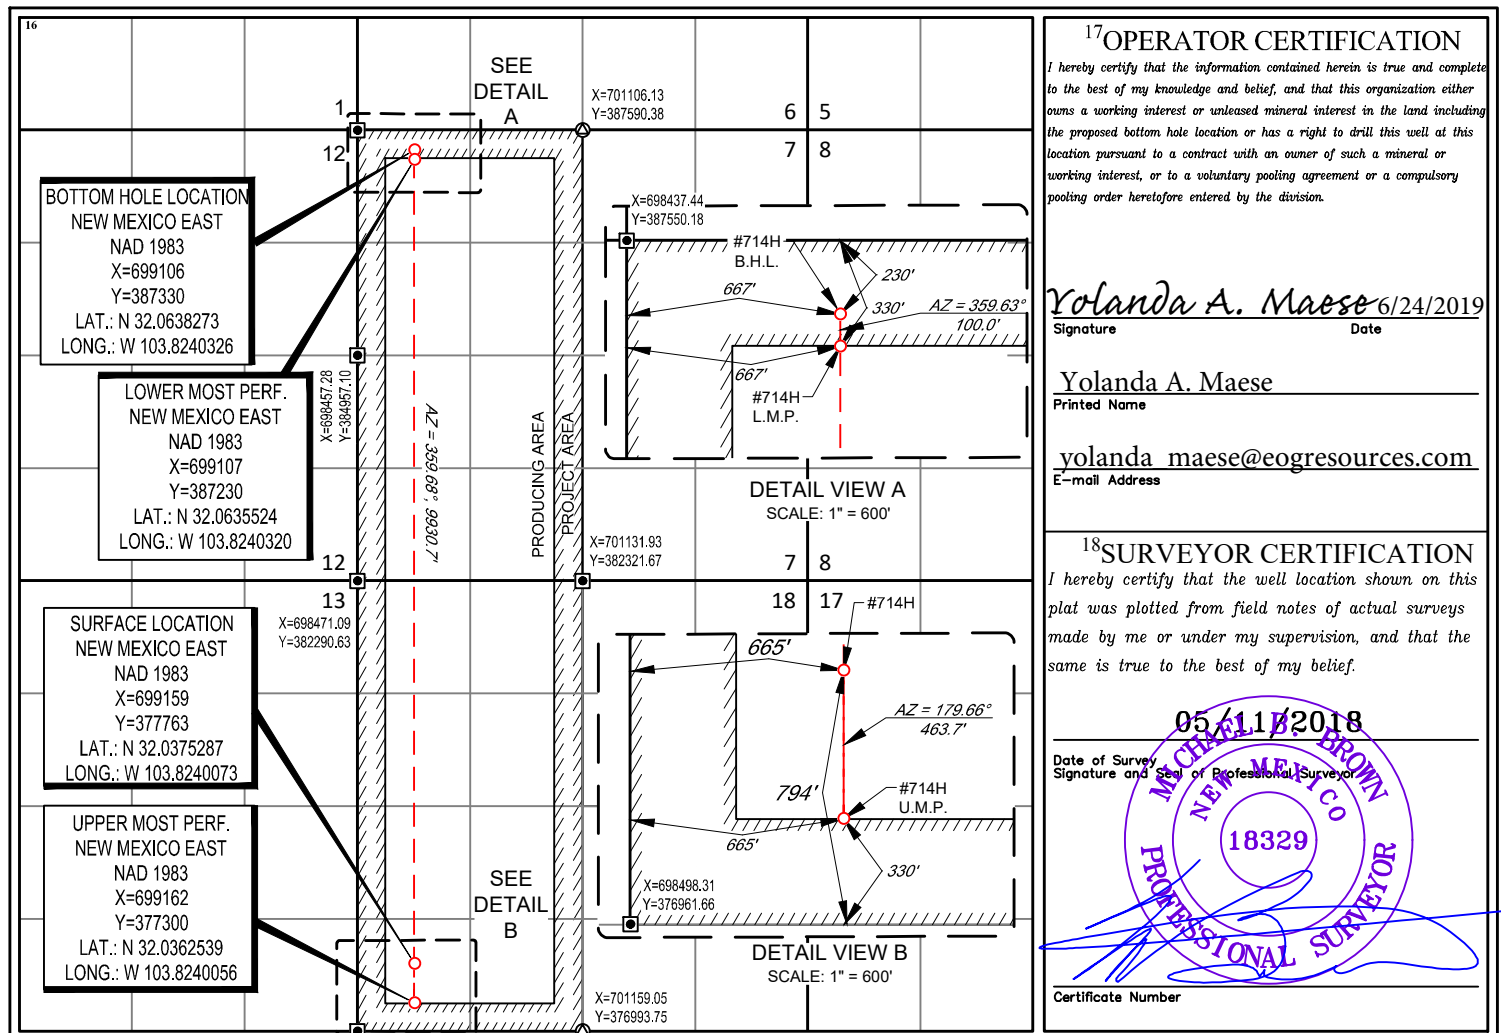 16
SEE
DETAIL
A
X=701106.13
Y=387590.38
1
12
6 5
7 8
BOTTOM HOLE LOCATION
NEW MEXICO EAST
NAD 1983
X=699106
Y=387330
LAT.: N 32.0638273
LONG.: W 103.8240326
LOWER MOST PERF.
NEW MEXICO EAST
NAD 1983
X=699107
Y=387230
LAT.: N 32.0635524
LONG.: W 103.8240320
X=698457.28
Y=384957.10
AZ = 359.68°, 9930.7'
PRODUCING AREA
PROJECT AREA
X=698437.44
Y=387550.18
#714H
B.H.L.
230'
667'
330'
AZ = 359.63°
100.0'
667'
#714H
L.M.P.
DETAIL VIEW A
SCALE: 1" = 600'
X=701131.93
Y=382321.67
12
13
7 8
18 17
X=698471.09
Y=382290.63
SURFACE LOCATION
NEW MEXICO EAST
NAD 1983
X=699159
Y=377763
LAT.: N 32.0375287
LONG.: W 103.8240073
UPPER MOST PERF.
NEW MEXICO EAST
NAD 1983
X=699162
Y=377300
LAT.: N 32.0362539
LONG.: W 103.8240056
SEE
DETAIL
B
#714H
665'
AZ = 179.66°
463.7'
794'
#714H
U.M.P.
665'
330'
X=698498.31
Y=376961.66
DETAIL VIEW B
SCALE: 1" = 600'
X=701159.05
Y=376993.75
17OPERATOR CERTIFICATION
I hereby certify that the information contained herein is true and complete
to the best of my knowledge and belief, and that this organization either
owns a working interest or unleased mineral interest in the land including
the proposed bottom hole location or has a right to drill this well at this
location pursuant to a contract with an owner of such a mineral or
working interest, or to a voluntary pooling agreement or a compulsory
pooling order heretofore entered by the division.
Yolanda A. Maese 6/24/2019
Signature Date
Yolanda A. Maese
Printed Name
yolanda_maese@eogresources.com
E-mail Address
18SURVEYOR CERTIFICATION
I hereby certify that the well location shown on this
plat was plotted from field notes of actual surveys
made by me or under my supervision, and that the
same is true to the best of my belief.
05/11/2018
Date of Survey
Signature and Seal of Professional Surveyor
MICHAEL B. BROWN
NEW MEXICO
18329
PROFESSIONAL SURVEYOR
Certificate Number